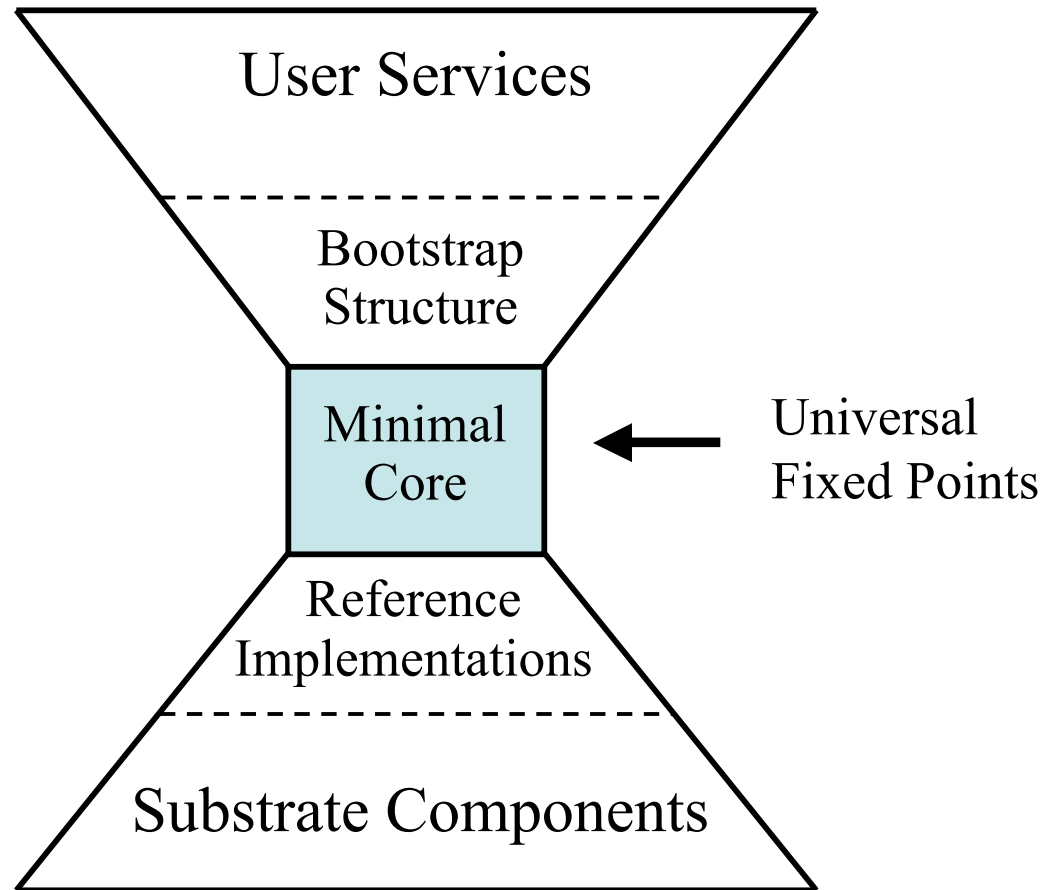 User Services
Bootstrap
Structure
Minimal
Core
Universal
Fixed Points
Reference
Implementations
Substrate Components